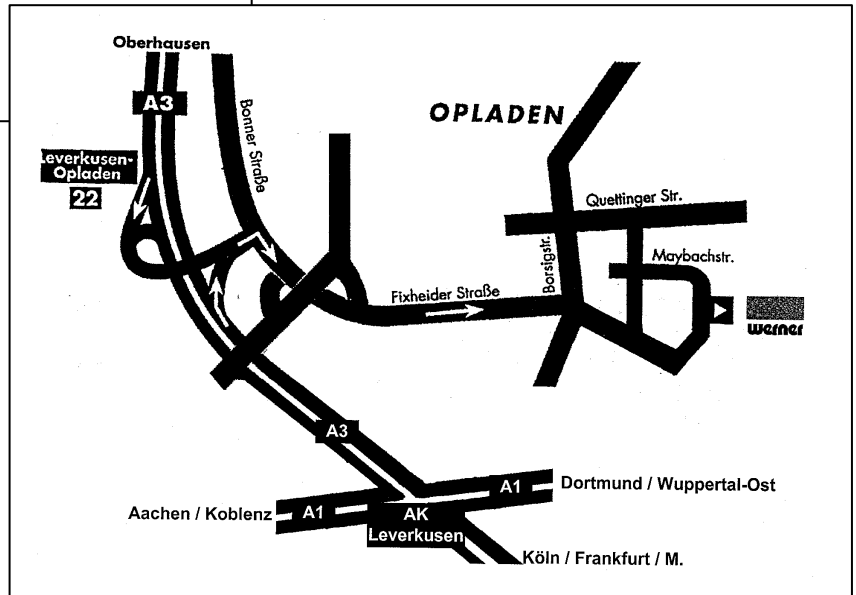 Oberhausen
A3
Bonner Straße
OPLADEN
Leverkusen-
Opladen
22
Quettinger Str.
Borsigstr.
Maybachstr.
Fixheider Straße
werner
A3
A1
Dortmund / Wuppertal-Ost
Aachen / Koblenz
A1
AK
Leverkusen
Köln / Frankfurt / M.